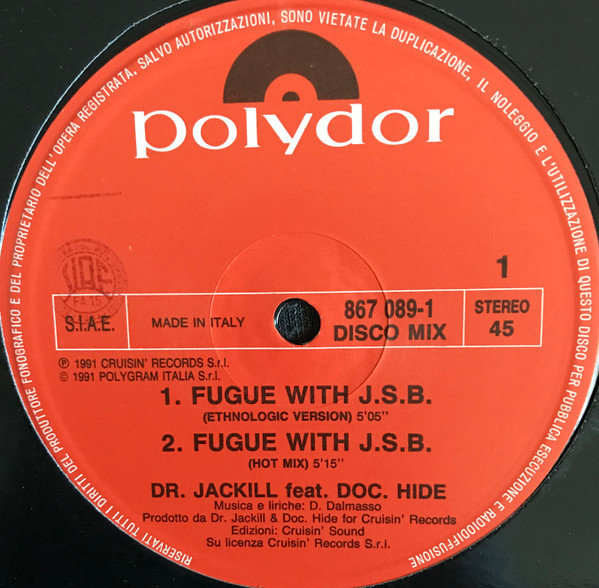 RISERVATI TUTTI I DIRITTI DEL PRODUTTORE FONOGRAFICO E DEL PROPRIETARIO DELL'OPERA REGISTRATA, SALVO AUTORIZZAZIONI, SONO VIETATE LA DUPLICAZIONE, IL NOLEGGIO E L'UTILIZZAZIONE DI QUESTO DISCO PER PUBBLICA ESECUZIONE E RADIODIFFUSIONE
polydor
1
S.I.A.E.
MADE IN ITALY
867 089-1
DISCO MIX
STEREO
45
℗ 1991 CRUISIN' RECORDS S.r.l.
© 1991 POLYGRAM ITALIA S.r.l.
1. FUGUE WITH J.S.B.
(ETHNOLOGIC VERSION) 5'05''
2. FUGUE WITH J.S.B.
(HOT MIX) 5'15''
DR. JACKILL feat. DOC. HIDE
Musica e liriche: D. Dalmasso
Prodotto da Dr. Jackill & Doc. Hide for Cruisin' Records
Edizioni: Cruisin' Sound
Su licenza Cruisin' Records S.r.l.